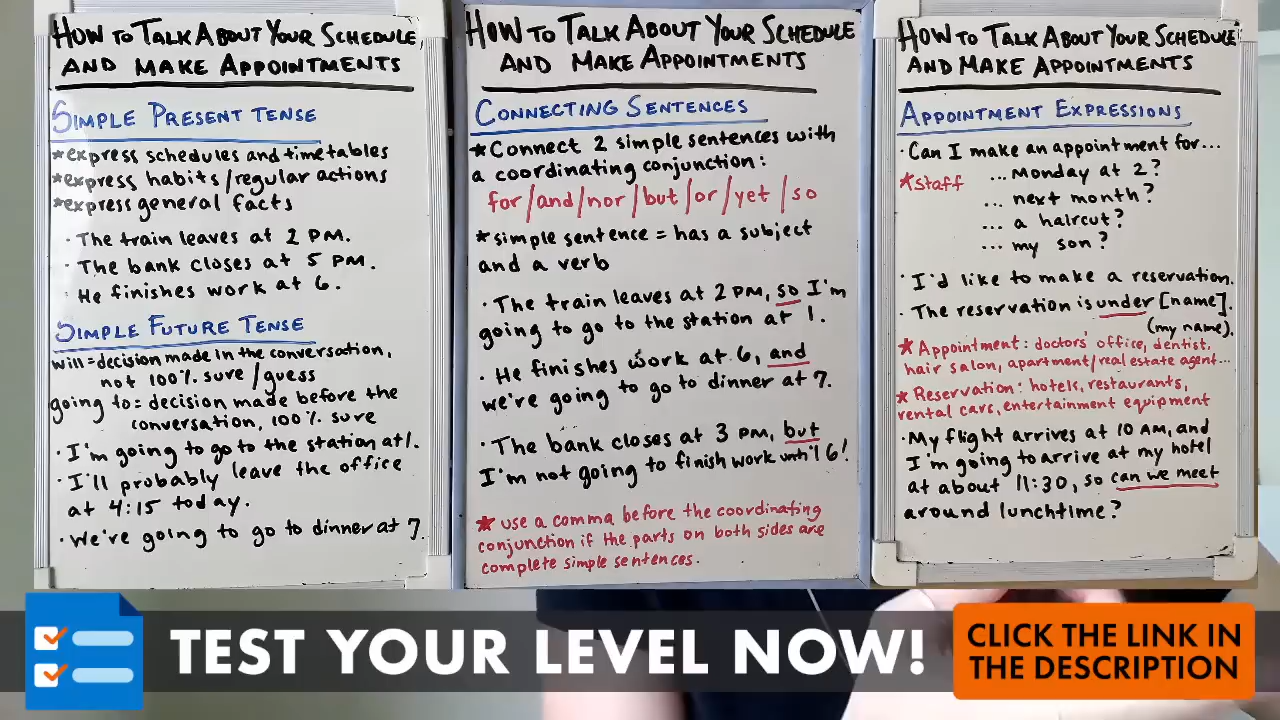 HOW TO TALK ABOUT YOUR SCHEDULE
AND MAKE APPOINTMENTS
SIMPLE PRESENT TENSE
*express schedules and timetables
*express habits/regular actions
*express general facts
· The train leaves at 2 PM.
· The bank closes at 5 PM.
· He finishes work at 6.
SIMPLE FUTURE TENSE
will = decision made in the conversation,
not 100% sure/guess
going to = decision made before the
conversation, 100% sure
· I'm going to go to the station at 1.
· I'll probably leave the office
at 4:15 today.
· We're going to go to dinner at 7.
HOW TO TALK ABOUT YOUR SCHEDULE
AND MAKE APPOINTMENTS
CONNECTING SENTENCES
*Connect 2 simple sentences with
a coordinating conjunction:
for/and/nor/but/or/yet/so
*simple sentence = has a subject
and a verb
· The train leaves at 2 PM, so I'm
going to go to the station at 1.
· He finishes work at 6, and
we're going to go to dinner at 7.
· The bank closes at 3 PM, but
I'm not going to finish work until 6!
* use a comma before the coordinating
conjunction if the parts on both sides are
complete simple sentences.
HOW TO TALK ABOUT YOUR SCHEDULE
AND MAKE APPOINTMENTS
APPOINTMENT EXPRESSIONS
· Can I make an appointment for...
*staff ...Monday at 2?
... next month?
... a haircut?
... my son?
· I'd like to make a reservation.
· The reservation is under [name].
(my name).
* Appointment: doctors' office, dentist,
hair salon, apartment/real estate agent...
* Reservation: hotels, restaurants,
rental cars, entertainment equipment
· My flight arrives at 10 AM, and
I'm going to arrive at my hotel
at about 11:30, so can we meet
around lunchtime?
TEST YOUR LEVEL NOW!
CLICK THE LINK IN
THE DESCRIPTION